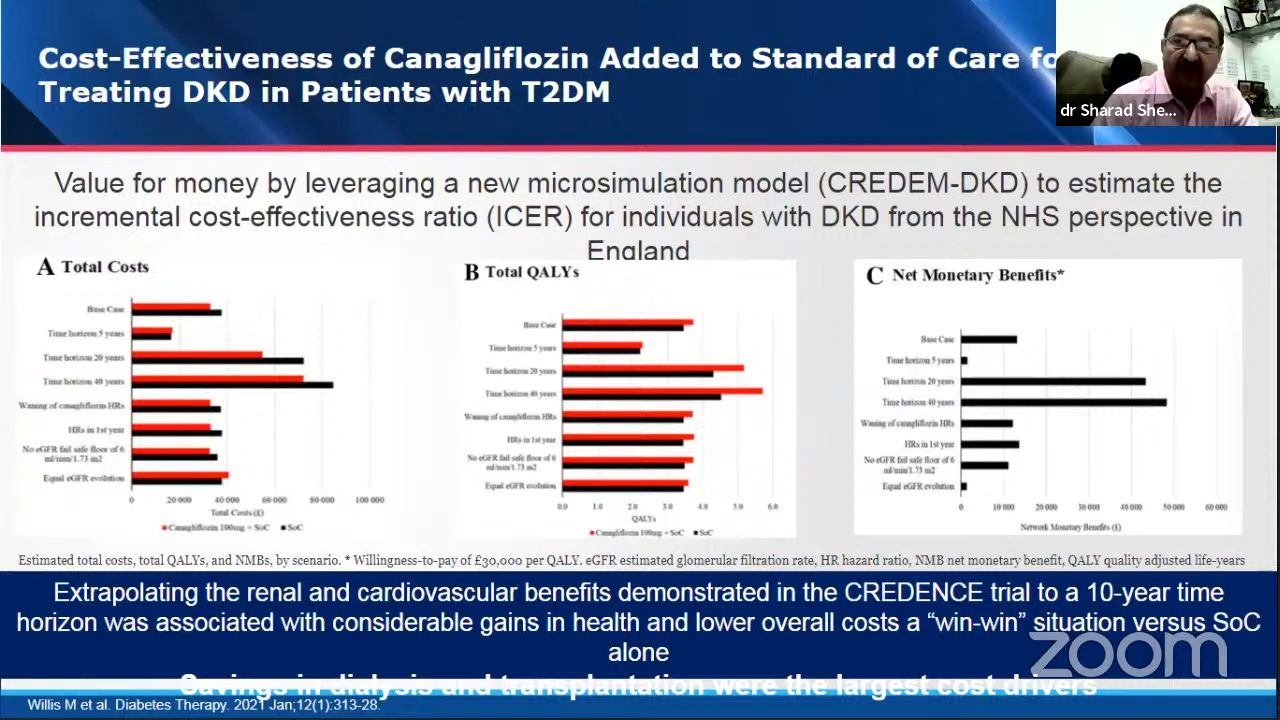 Cost-Effectiveness of Canagliflozin Added to Standard of Care fo
Treating DKD in Patients with T2DM
dr Sharad She...
Value for money by leveraging a new microsimulation model (CREDEM-DKD) to estimate the
incremental cost-effectiveness ratio (ICER) for individuals with DKD from the NHS perspective in
England
A Total Costs
Base Case
Time horizon 5 years
Time horizon 20 years
Time horizon 40 years
Waning of canagliflozin HRs
HRs in 1st year
No eGFR fail safe floor of 6
ml/min/1.73 m2
Equal eGFR evolution
0 20 000 40 000 60 000 80 000 100 000
Total Costs (£)
Canagliflozin 100mg + SoC SoC
B Total QALYs
Base Case
Time horizon 5 years
Time horizon 20 years
Time horizon 40 years
Waning of canagliflozin HRs
HRs in 1st year
No eGFR fail safe floor of 6
ml/min/1.73 m2
Equal eGFR evolution
0.0 1.0 2.0 3.0 4.0 5.0 6.0
QALYs
Canagliflozin 100mg + SoC SoC
C Net Monetary Benefits*
Base Case
Time horizon 5 years
Time horizon 20 years
Time horizon 40 years
Waning of canagliflozin HRs
HRs in 1st year
No eGFR fail safe floor of 6
ml/min/1.73 m2
Equal eGFR evolution
0 10 000 20 000 30 000 40 000 50 000 60 000
Network Monetary Benefits (£)
Estimated total costs, total QALYs, and NMBs, by scenario. * Willingness-to-pay of £30,000 per QALY. eGFR estimated glomerular filtration rate, HR hazard ratio, NMB net monetary benefit, QALY quality adjusted life-years
Extrapolating the renal and cardiovascular benefits demonstrated in the CREDENCE trial to a 10-year time
horizon was associated with considerable gains in health and lower overall costs a “win-win” situation versus SoC
alone
Savings in dialysis and transplantation were the largest cost drivers
zoom
Willis M et al. Diabetes Therapy. 2021 Jan;12(1):313-28.